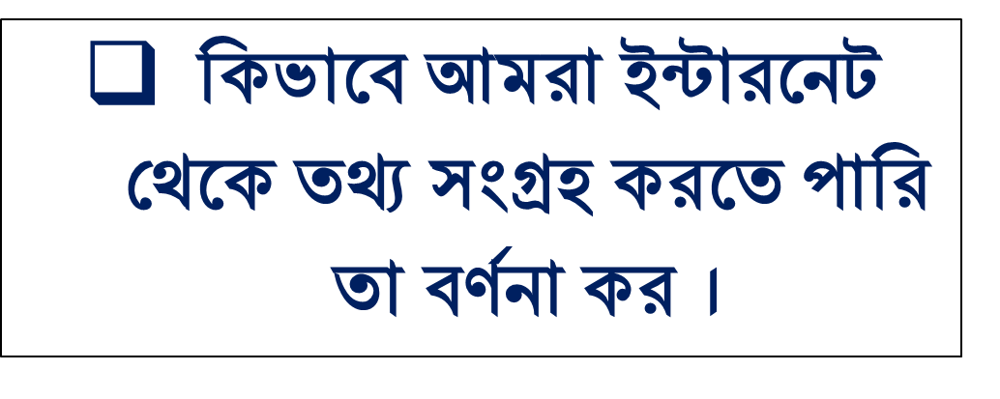 ❑ কিভাবে আমরা ইন্টারনেট
থেকে তথ্য সংগ্রহ করতে পারি
তা বর্ণনা কর ।